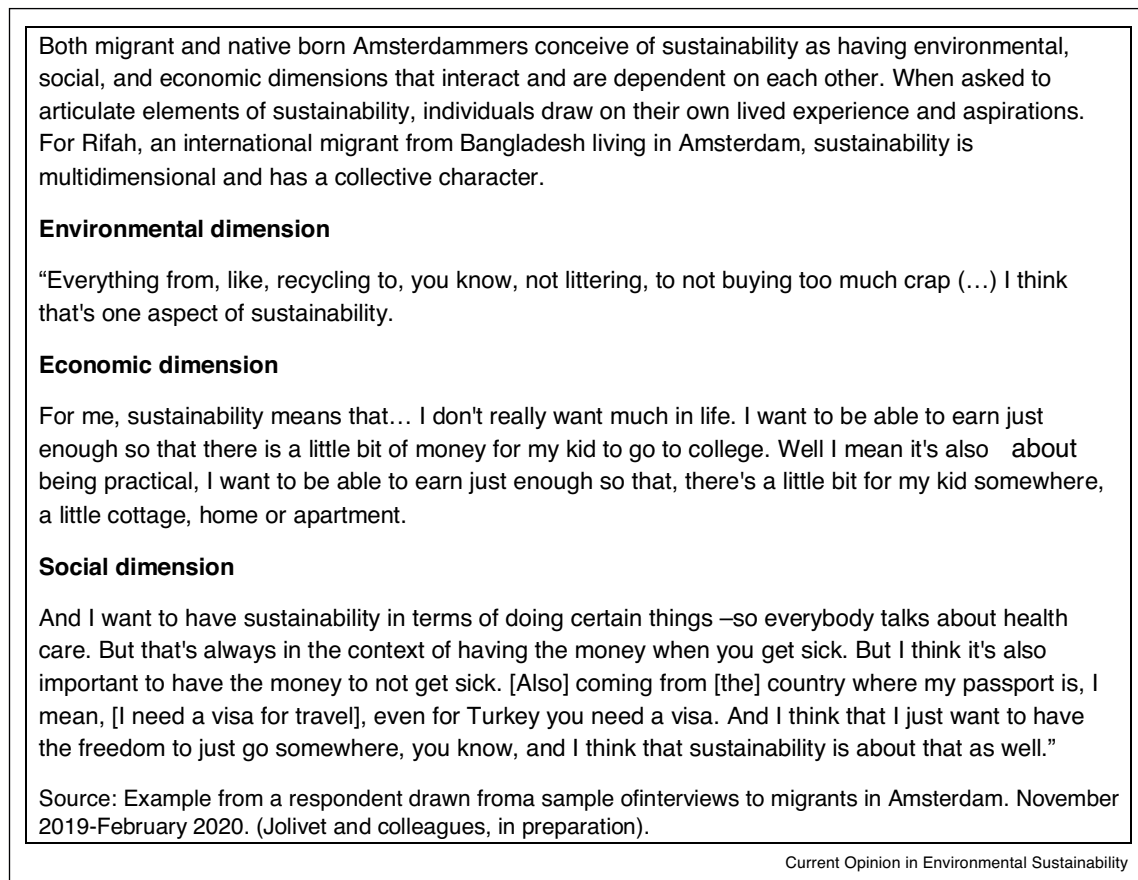 Both migrant and native born Amsterdammers conceive of sustainability as having environmental,
social, and economic dimensions that interact and are dependent on each other. When asked to
articulate elements of sustainability, individuals draw on their own lived experience and aspirations.
For Rifah, an international migrant from Bangladesh living in Amsterdam, sustainability is
multidimensional and has a collective character.
Environmental dimension
“Everything from, like, recycling to, you know, not littering, to not buying too much crap (…) I think
that's one aspect of sustainability.
Economic dimension
For me, sustainability means that… I don't really want much in life. I want to be able to earn just
enough so that there is a little bit of money for my kid to go to college. Well I mean it's also about
being practical, I want to be able to earn just enough so that, there's a little bit for my kid somewhere,
a little cottage, home or apartment.
Social dimension
And I want to have sustainability in terms of doing certain things –so everybody talks about health
care. But that's always in the context of having the money when you get sick. But I think it's also
important to have the money to not get sick. [Also] coming from [the] country where my passport is, I
mean, [I need a visa for travel], even for Turkey you need a visa. And I think that I just want to have
the freedom to just go somewhere, you know, and I think that sustainability is about that as well.”
Source: Example from a respondent drawn froma sample ofinterviews to migrants in Amsterdam. November
2019-February 2020. (Jolivet and colleagues, in preparation).
Current Opinion in Environmental Sustainability